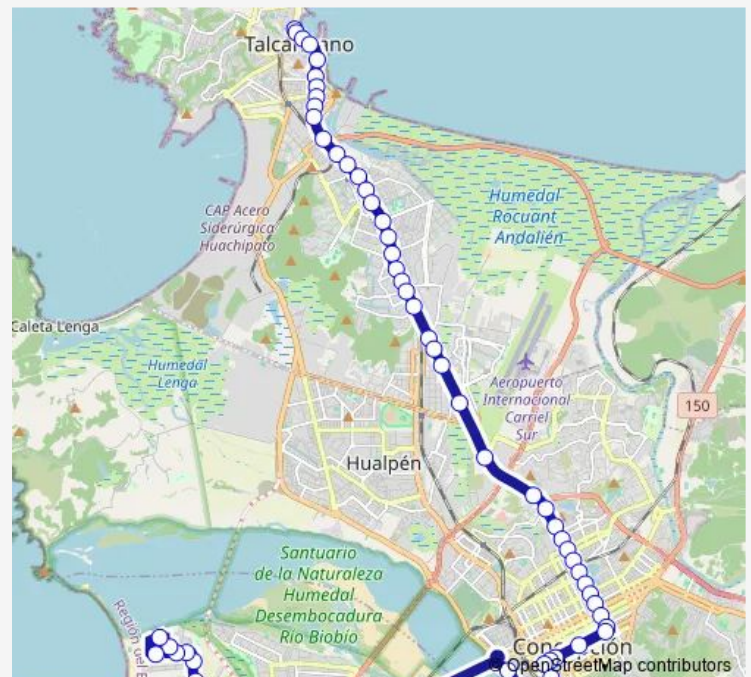 Talcahuano
Humedal
Rocuant
Andalién
CAP Acero
Siderúrgica
Huachipato
Caleta Lenga
Humedal
Lenga
Aeropuerto
Internacional
Carriel
Sur
150
Hualpén
Santuario
de la Naturaleza
Humedal
Desembocadura
Río Biobío
Concepción
© OpenStreetMap contributors